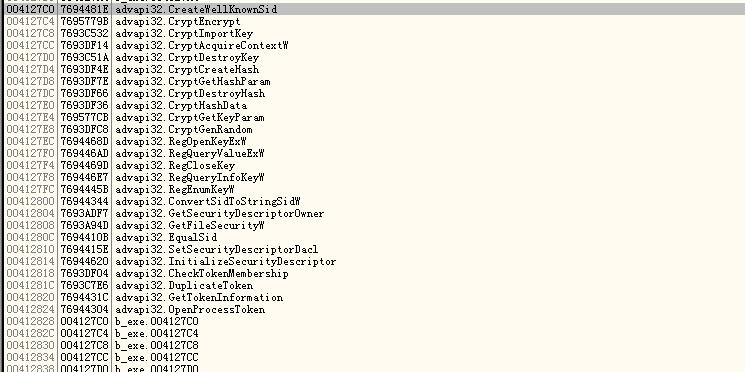 004127C0 7694481E advapi32.CreateWellKnownSid
004127C4 7695779B advapi32.CryptEncrypt
004127C8 7693C532 advapi32.CryptImportKey
004127CC 7693DF14 advapi32.CryptAcquireContextW
004127D0 7693C51A advapi32.CryptDestroyKey
004127D4 7693DF4E advapi32.CryptCreateHash
004127D8 7693DF7E advapi32.CryptGetHashParam
004127DC 7693DF66 advapi32.CryptDestroyHash
004127E0 7693DF36 advapi32.CryptHashData
004127E4 769577CB advapi32.CryptGetKeyParam
004127E8 7693DFC8 advapi32.CryptGenRandom
004127EC 7694468D advapi32.RegOpenKeyExW
004127F0 769446AD advapi32.RegQueryValueExW
004127F4 7694469D advapi32.RegCloseKey
004127F8 769446E7 advapi32.RegQueryInfoKeyW
004127FC 7694445B advapi32.RegEnumKeyW
00412800 76944344 advapi32.ConvertSidToStringSidW
00412804 7693ADF7 advapi32.GetSecurityDescriptorOwner
00412808 7693A94D advapi32.GetFileSecurityW
0041280C 7694410B advapi32.EqualSid
00412810 7694415E advapi32.SetSecurityDescriptorDacl
00412814 76944620 advapi32.InitializeSecurityDescriptor
00412818 7693DF04 advapi32.CheckTokenMembership
0041281C 7693C7E6 advapi32.DuplicateToken
00412820 7694431C advapi32.GetTokenInformation
00412824 76944304 advapi32.OpenProcessToken
00412828 004127C0 b_exe.004127C0
0041282C 004127C4 b_exe.004127C4
00412830 004127C8 b_exe.004127C8
00412834 004127CC b_exe.004127CC
00412838 004127D0 b_exe.004127D0